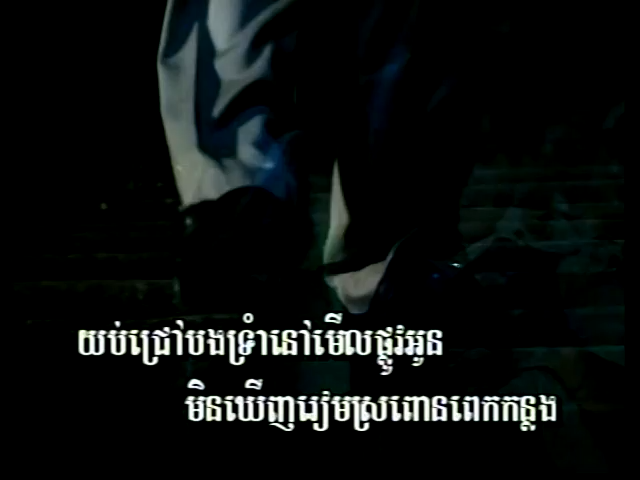 យប់ជ្រៅបងទ្រាំនៅមើលផ្លូវអូន
មិនឃើញរៀមស្រពោនពេកកន្លង